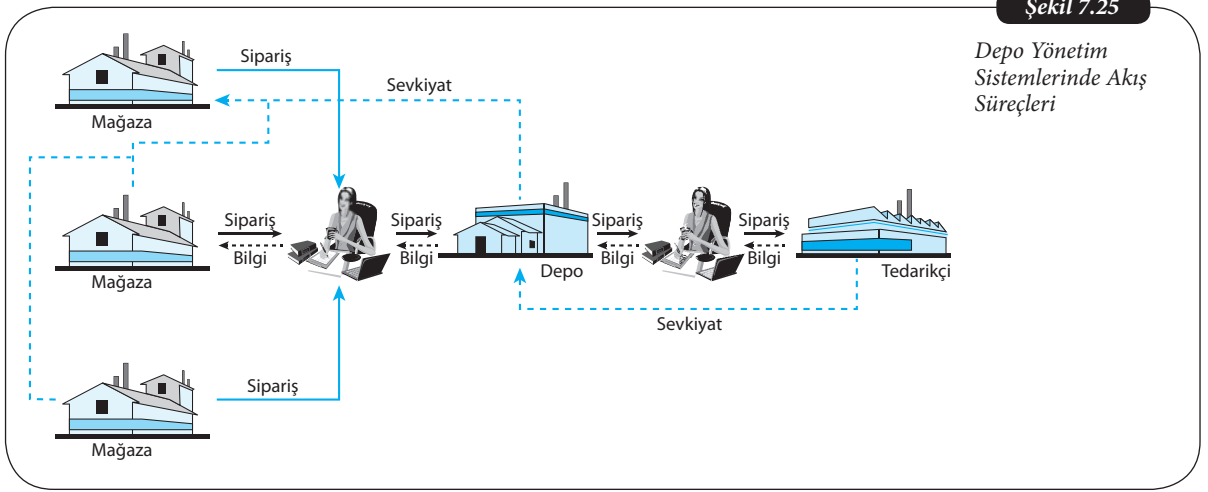 Şekil 7.25
Depo Yönetim
Sistemlerinde Akış
Süreçleri
Sipariş
Sevkiyat
Mağaza
Sipariş
Bilgi
Sipariş
Bilgi
Sipariş
Bilgi
Sipariş
Bilgi
Mağaza
Depo
Tedarikçi
Sevkiyat
Sipariş
Mağaza